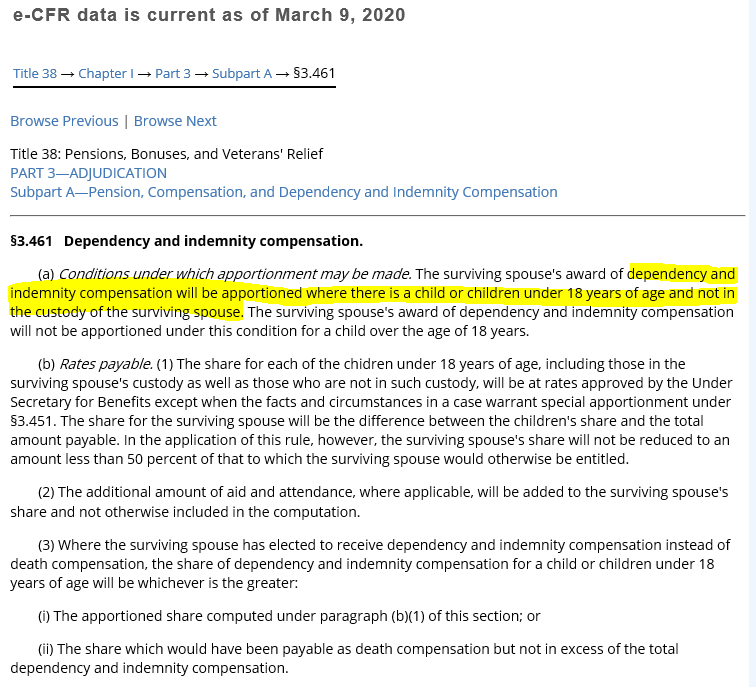 e-CFR data is current as of March 9, 2020
Title 38 → Chapter I → Part 3 → Subpart A → §3.461
Browse Previous | Browse Next
Title 38: Pensions, Bonuses, and Veterans' Relief
PART 3—ADJUDICATION
Subpart A—Pension, Compensation, and Dependency and Indemnity Compensation
§3.461 Dependency and indemnity compensation.
(a) Conditions under which apportionment may be made. The surviving spouse's award of dependency and
indemnity compensation will be apportioned where there is a child or children under 18 years of age and not in
the custody of the surviving spouse. The surviving spouse's award of dependency and indemnity compensation
will not be apportioned under this condition for a child over the age of 18 years.
(b) Rates payable. (1) The share for each of the chidren under 18 years of age, including those in the
surviving spouse's custody as well as those who are not in such custody, will be at rates approved by the Under
Secretary for Benefits except when the facts and circumstances in a case warrant special apportionment under
§3.451. The share for the surviving spouse will be the difference between the children's share and the total
amount payable. In the application of this rule, however, the surviving spouse's share will not be reduced to an
amount less than 50 percent of that to which the surviving spouse would otherwise be entitled.
(2) The additional amount of aid and attendance, where applicable, will be added to the surviving spouse's
share and not otherwise included in the computation.
(3) Where the surviving spouse has elected to receive dependency and indemnity compensation instead of
death compensation, the share of dependency and indemnity compensation for a child or children under 18
years of age will be whichever is the greater:
(i) The apportioned share computed under paragraph (b)(1) of this section; or
(ii) The share which would have been payable as death compensation but not in excess of the total
dependency and indemnity compensation.